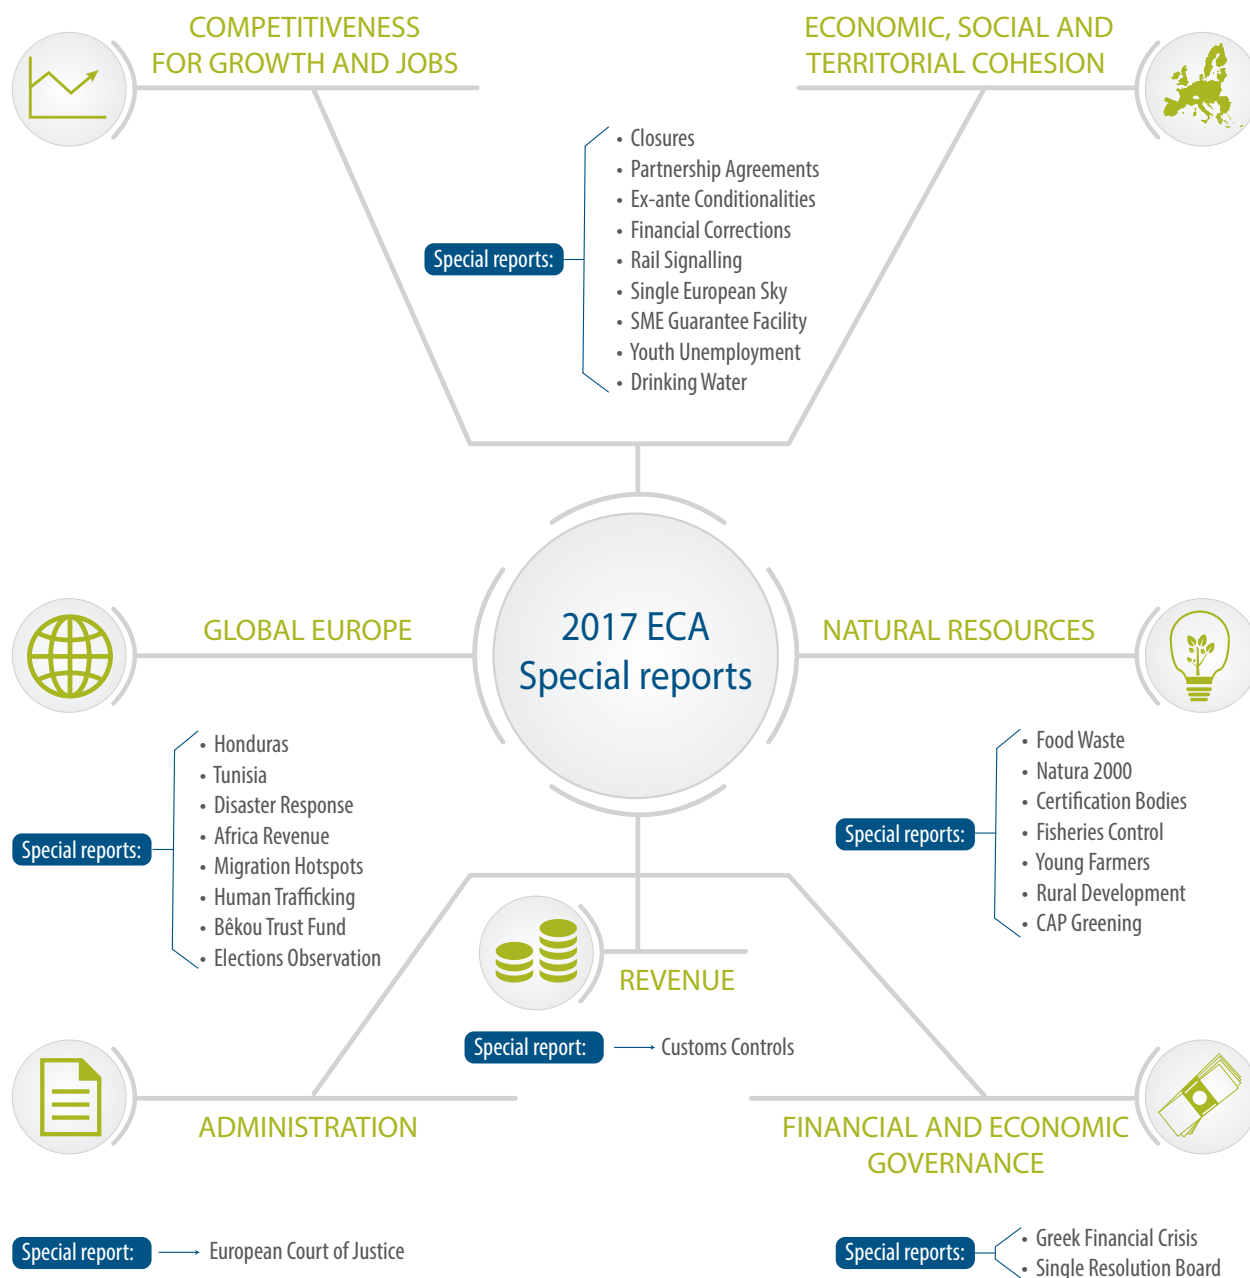 COMPETITIVENESS
FOR GROWTH AND JOBS
ECONOMIC, SOCIAL AND
TERRITORIAL COHESION
Special reports:
• Closures
• Partnership Agreements
• Ex-ante Conditionalities
• Financial Corrections
• Rail Signalling
• Single European Sky
• SME Guarantee Facility
• Youth Unemployment
• Drinking Water
2017 ECA
Special reports
GLOBAL EUROPE
Special reports:
• Honduras
• Tunisia
• Disaster Response
• Africa Revenue
• Migration Hotspots
• Human Trafficking
• Bêkou Trust Fund
• Elections Observation
NATURAL RESOURCES
Special reports:
• Food Waste
• Natura 2000
• Certification Bodies
• Fisheries Control
• Young Farmers
• Rural Development
• CAP Greening
REVENUE
Special report:
Customs Controls
ADMINISTRATION
Special report:
European Court of Justice
FINANCIAL AND ECONOMIC
GOVERNANCE
Special reports:
• Greek Financial Crisis
• Single Resolution Board